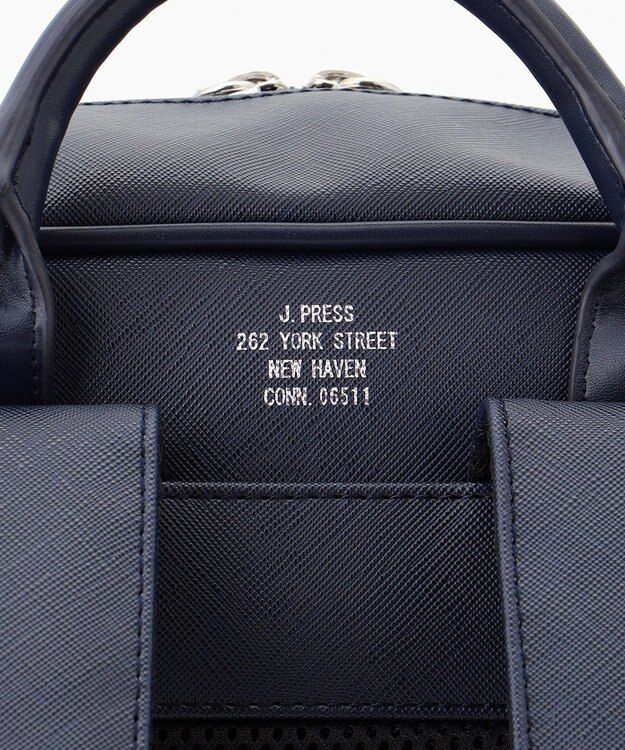 J. PRESS
262 YORK STREET
NEW HAVEN
CONN. 06511